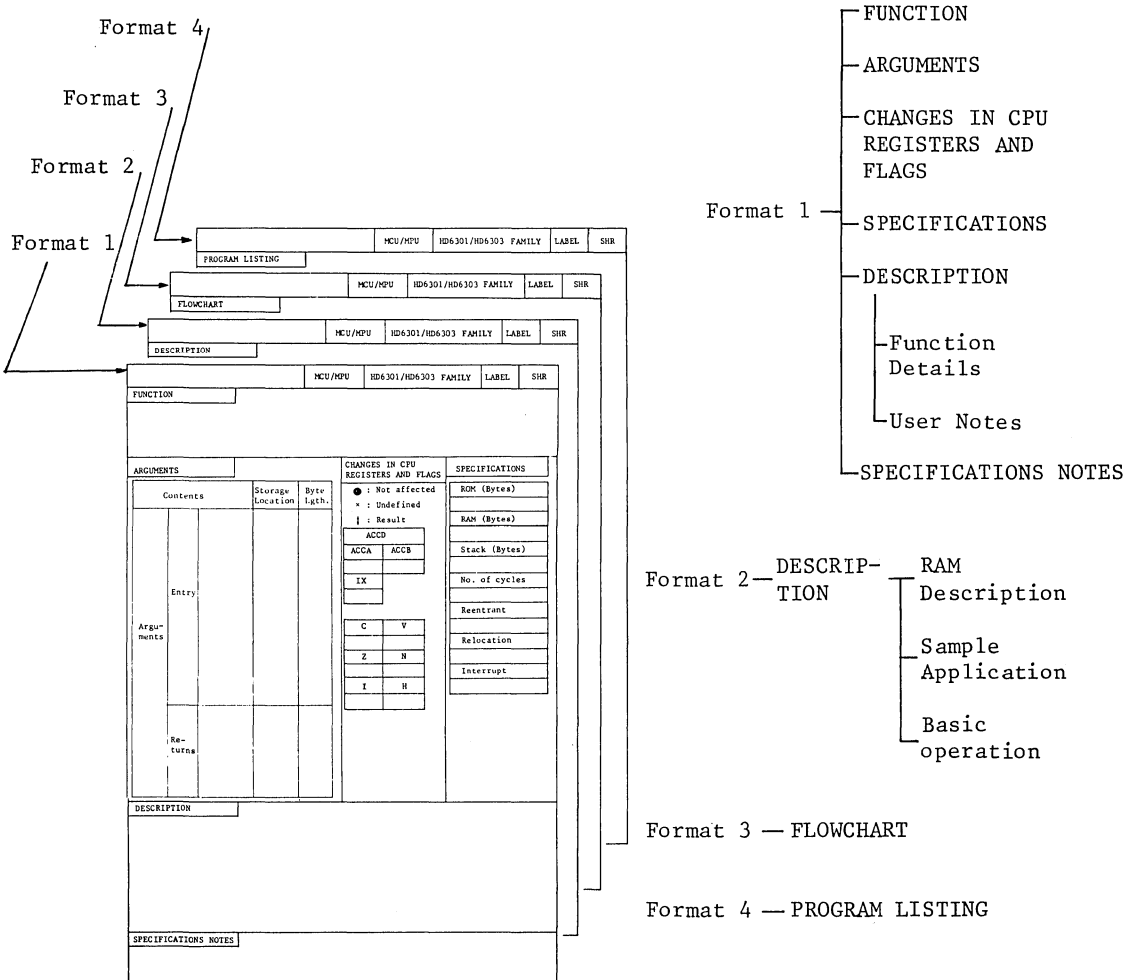 Format 4
Format 3
Format 2
Format 1
MCU/MPU HD6301/HD6303 FAMILY LABEL SHR
PROGRAM LISTING
MCU/MPU HD6301/HD6303 FAMILY LABEL SHR
FLOWCHART
MCU/MPU HD6301/HD6303 FAMILY LABEL SHR
DESCRIPTION
MCU/MPU HD6301/HD6303 FAMILY LABEL SHR
FUNCTION
ARGUMENTS
Contents
Storage
Location
Byte
Lgth.
Argu-
ments
Entry
Re-
turns
CHANGES IN CPU
REGISTERS AND FLAGS
● : Not affected
× : Undefined
↕ : Result
ACCD
ACCA ACCB
IX
C V
Z N
I H
SPECIFICATIONS
ROM (Bytes)
RAM (Bytes)
Stack (Bytes)
No. of cycles
Reentrant
Relocation
Interrupt
DESCRIPTION
SPECIFICATIONS NOTES
Format 1
FUNCTION
ARGUMENTS
CHANGES IN CPU
REGISTERS AND
FLAGS
SPECIFICATIONS
DESCRIPTION
Function
Details
User Notes
SPECIFICATIONS NOTES
Format 2 — DESCRIP-
TION
RAM
Description
Sample
Application
Basic
operation
Format 3 — FLOWCHART
Format 4 — PROGRAM LISTING